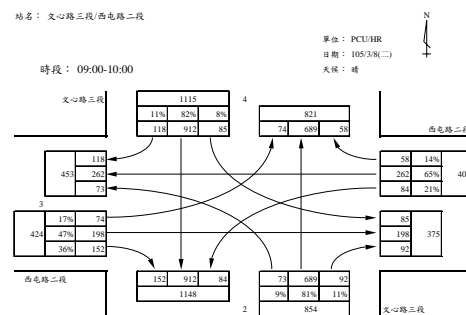 站名： 文心路三段/西屯路二段
N
單位： PCU/HR
日期： 105/3/8(二)
天候： 晴
時段： 09:00-10:00
文心路三段
1115
11% 82% 8%
118 912 85
4
821
74 689 58
西屯路二段
118
453 262
73
58 14%
262 65% 40
84 21%
3
17% 74
424 47% 198
36% 152
85
198 375
92
西屯路二段
152 912 84
1148
2
73 689 92
9% 81% 11%
854
文心路三段